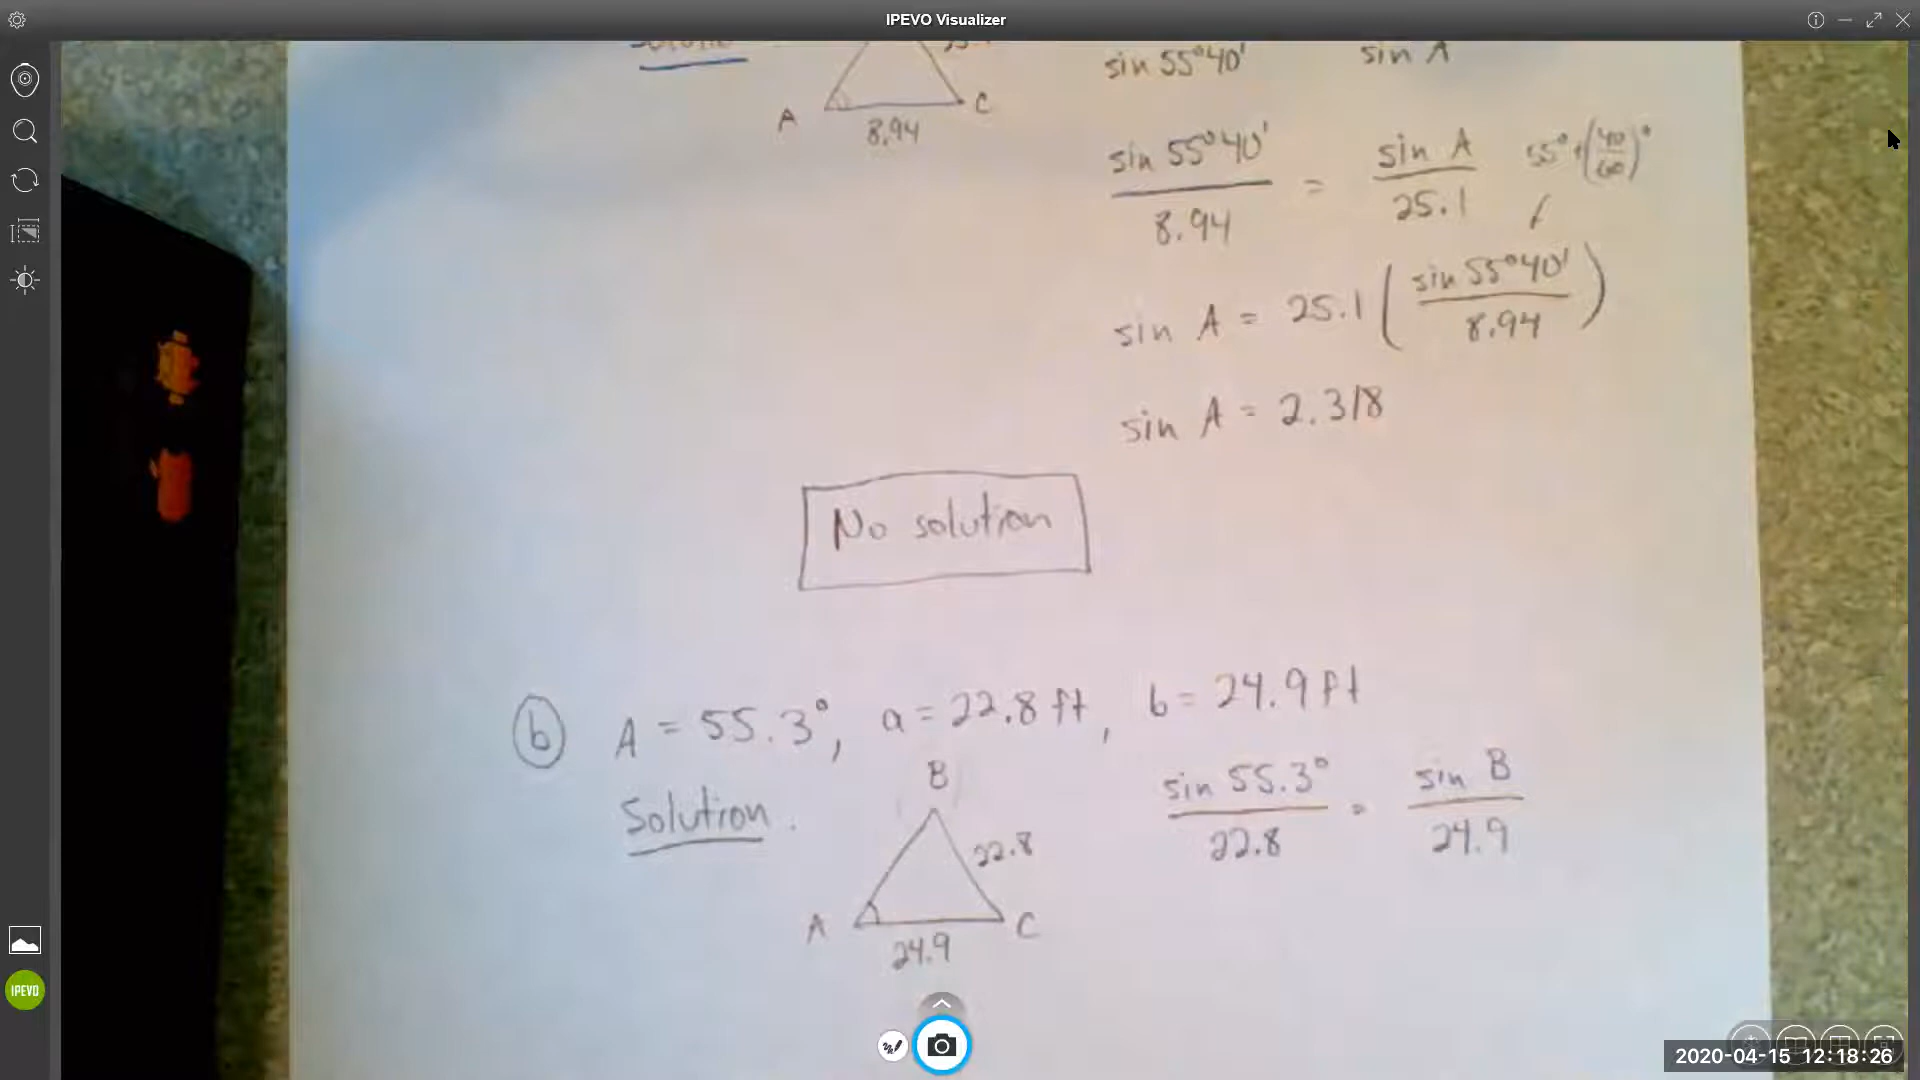 IPEVO Visualizer
sin 55°40' sin A
A C
8.94
sin 55°40' / 8.94 = sin A / 25.1
55° + (40/60)°
sin A = 25.1 ( sin 55°40' / 8.94 )
sin A = 2.318
No solution
b A = 55.3°, a = 22.8 ft, b = 24.9 ft
Solution.
B
22.8
A C
24.9
sin 55.3° / 22.8 = sin B / 24.9
IPEVO
2020-04-15 12:18:26